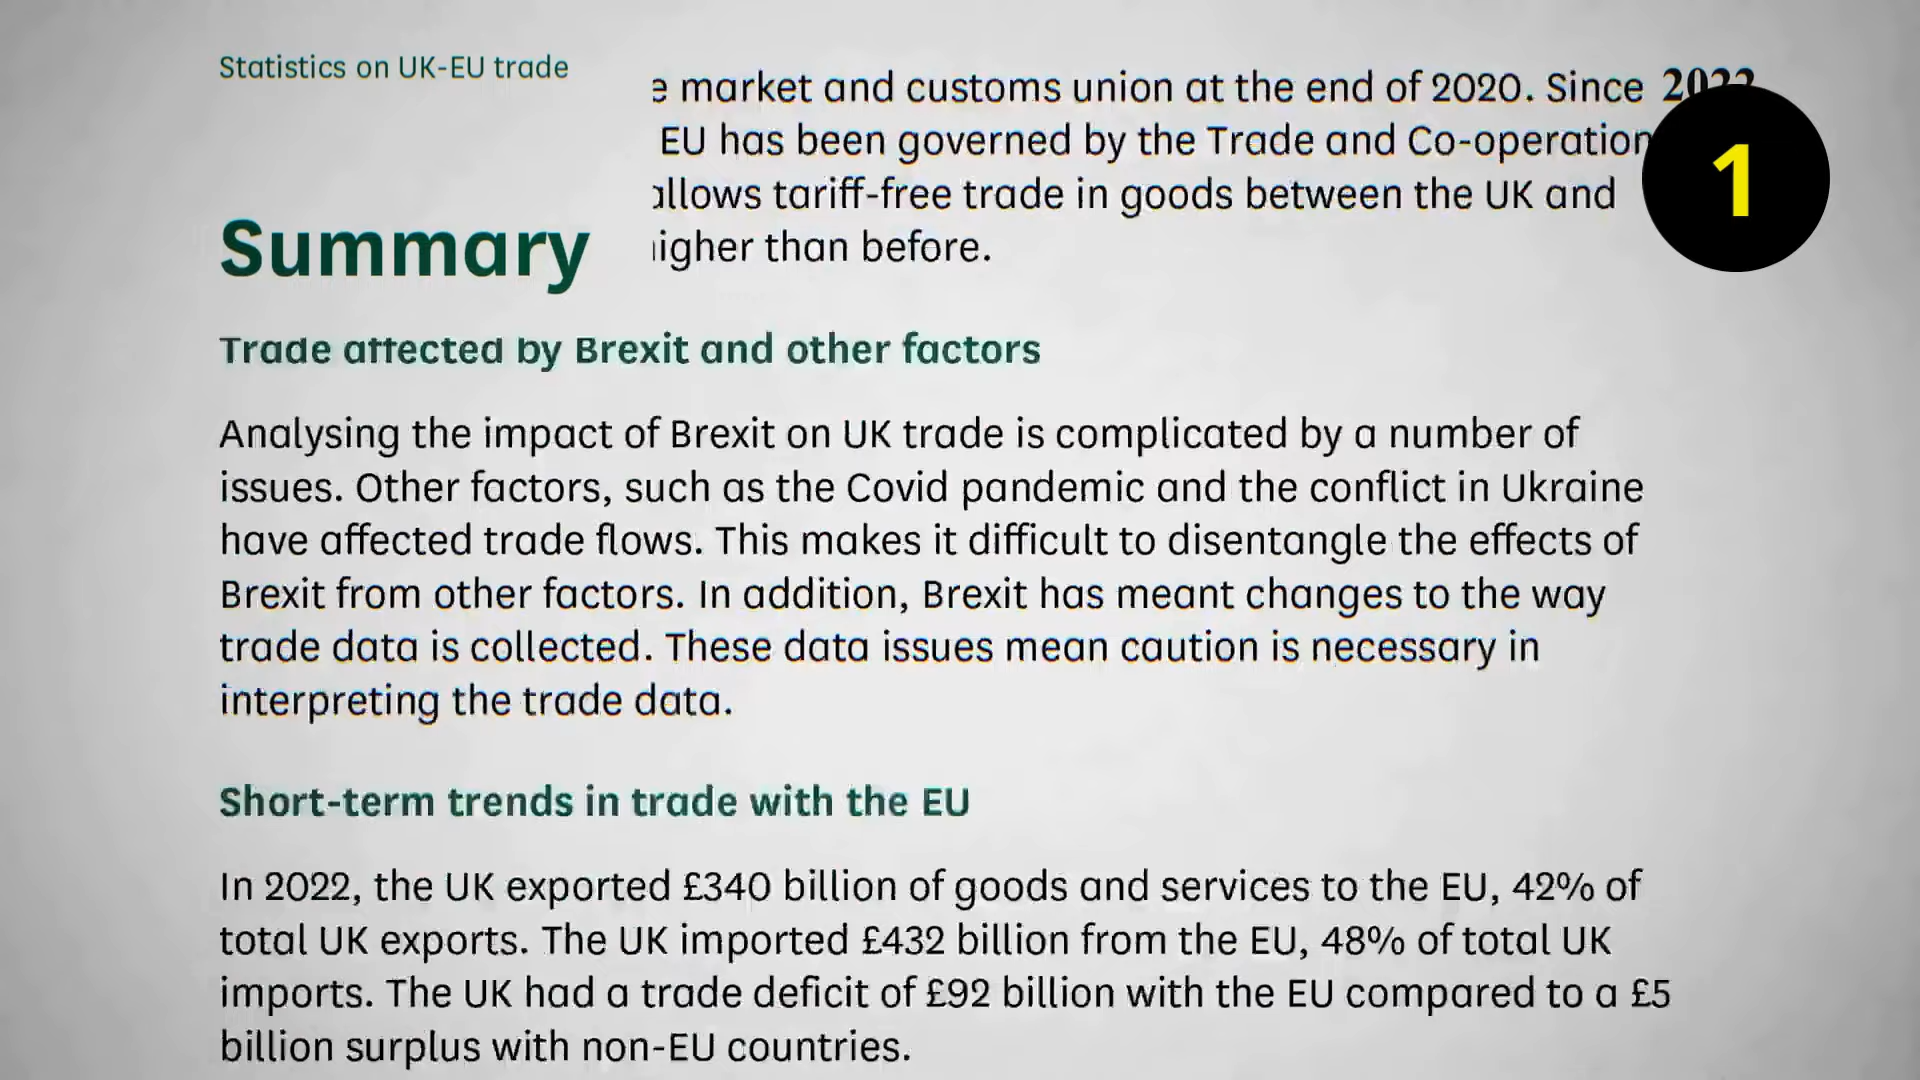 Statistics on UK-EU trade
market and customs union at the end of 2020. Since
EU has been governed by the Trade and Co-operation
allows tariff-free trade in goods between the UK and
higher than before.
1
Summary
Trade affected by Brexit and other factors
Analysing the impact of Brexit on UK trade is complicated by a number of
issues. Other factors, such as the Covid pandemic and the conflict in Ukraine
have affected trade flows. This makes it difficult to disentangle the effects of
Brexit from other factors. In addition, Brexit has meant changes to the way
trade data is collected. These data issues mean caution is necessary in
interpreting the trade data.
Short-term trends in trade with the EU
In 2022, the UK exported £340 billion of goods and services to the EU, 42% of
total UK exports. The UK imported £432 billion from the EU, 48% of total UK
imports. The UK had a trade deficit of £92 billion with the EU compared to a £5
billion surplus with non-EU countries.